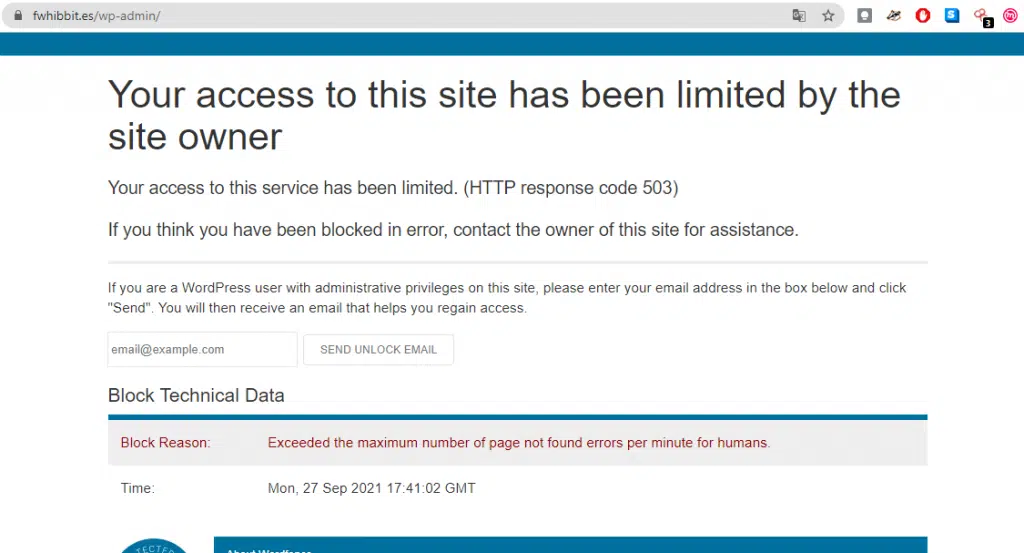 fwhibbit.es/wp-admin/
3
Your access to this site has been limited by the
site owner
Your access to this service has been limited. (HTTP response code 503)
If you think you have been blocked in error, contact the owner of this site for assistance.
If you are a WordPress user with administrative privileges on this site, please enter your email address in the box below and click
"Send". You will then receive an email that helps you regain access.
email@example.com SEND UNLOCK EMAIL
Block Technical Data
Block Reason: Exceeded the maximum number of page not found errors per minute for humans.
Time: Mon, 27 Sep 2021 17:41:02 GMT
About Wordfence